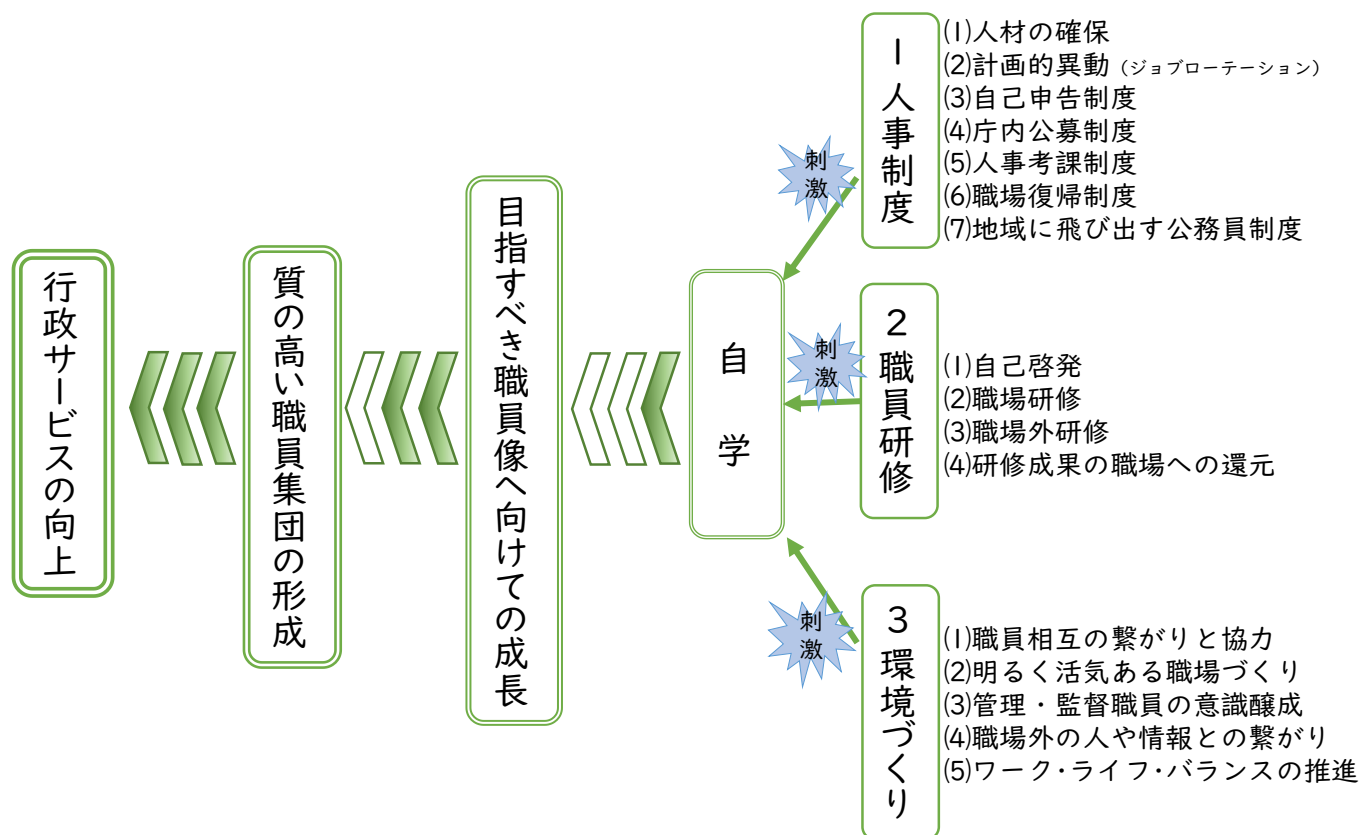 1 人事制度
(1)人材の確保
(2)計画的異動 (ジョブローテーション)
(3)自己申告制度
(4)庁内公募制度
(5)人事考課制度
(6)職場復帰制度
(7)地域に飛び出す公務員制度
刺激
2 職員研修
(1)自己啓発
(2)職場研修
(3)職場外研修
(4)研修成果の職場への還元
刺激
3 環境づくり
(1)職員相互の繋がりと協力
(2)明るく活気ある職場づくり
(3)管理・監督職員の意識醸成
(4)職場外の人や情報との繋がり
(5)ワーク・ライフ・バランスの推進
刺激
自学
目指すべき職員像へ向けての成長
質の高い職員集団の形成
行政サービスの向上